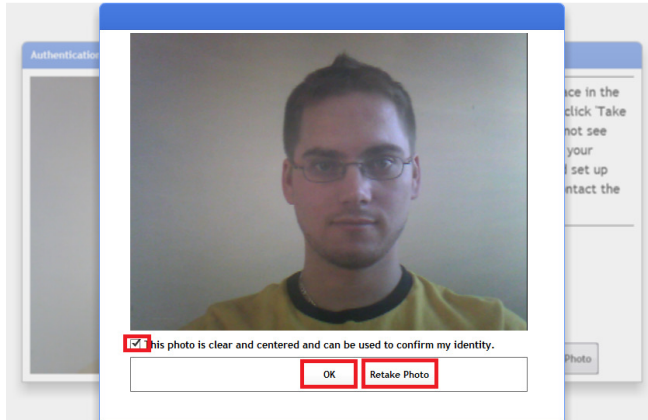 Authentication
ace in the
click 'Take
not see
your
set up
ntact the
This photo is clear and centered and can be used to confirm my identity.
OK
Retake Photo
Photo